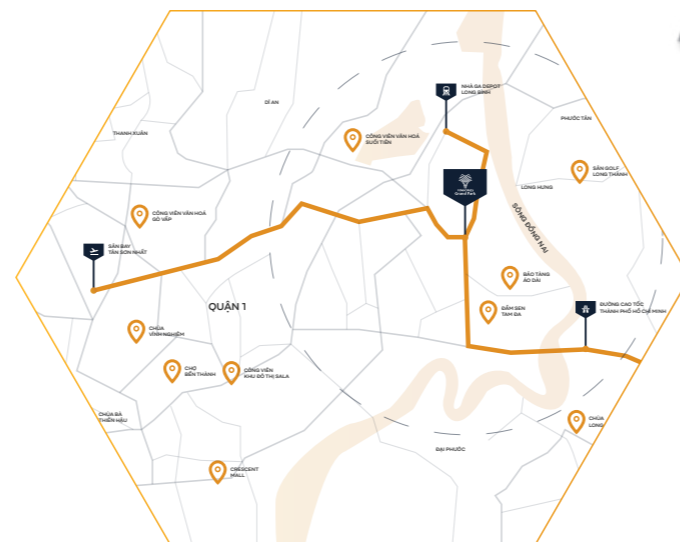 NHÀ GA DEPOT
LONG BÌNH
DĨ AN
PHƯỚC TÂN
THANH XUÂN
CÔNG VIÊN VĂN HOÁ
SUỐI TIÊN
SÂN GOLF
LONG THÀNH
LONG HƯNG
Grand Park
CÔNG VIÊN VĂN HOÁ
GÒ VẤP
SÔNG ĐỒNG NAI
SÂN BAY
TÂN SƠN NHẤT
BẢO TÀNG
ÁO DÀI
QUẬN 1
ĐẦM SEN
TAM ĐA
ĐƯỜNG CAO TỐC
THÀNH PHỐ HỒ CHÍ MINH
CHÙA
VĨNH NGHIÊM
CHỢ
BẾN THÀNH
CÔNG VIÊN
KHU ĐÔ THỊ SALA
CHÙA BÀ
THIÊN HẬU
CHÙA
LONG
ĐẠI PHƯỚC
CRESCENT
MALL